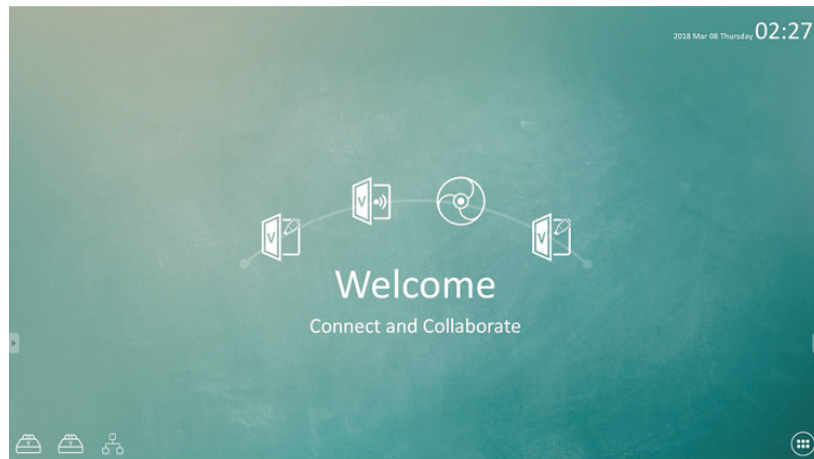 2018 Mar 08 Thursday 02:27
V
V
V
Welcome
Connect and Collaborate